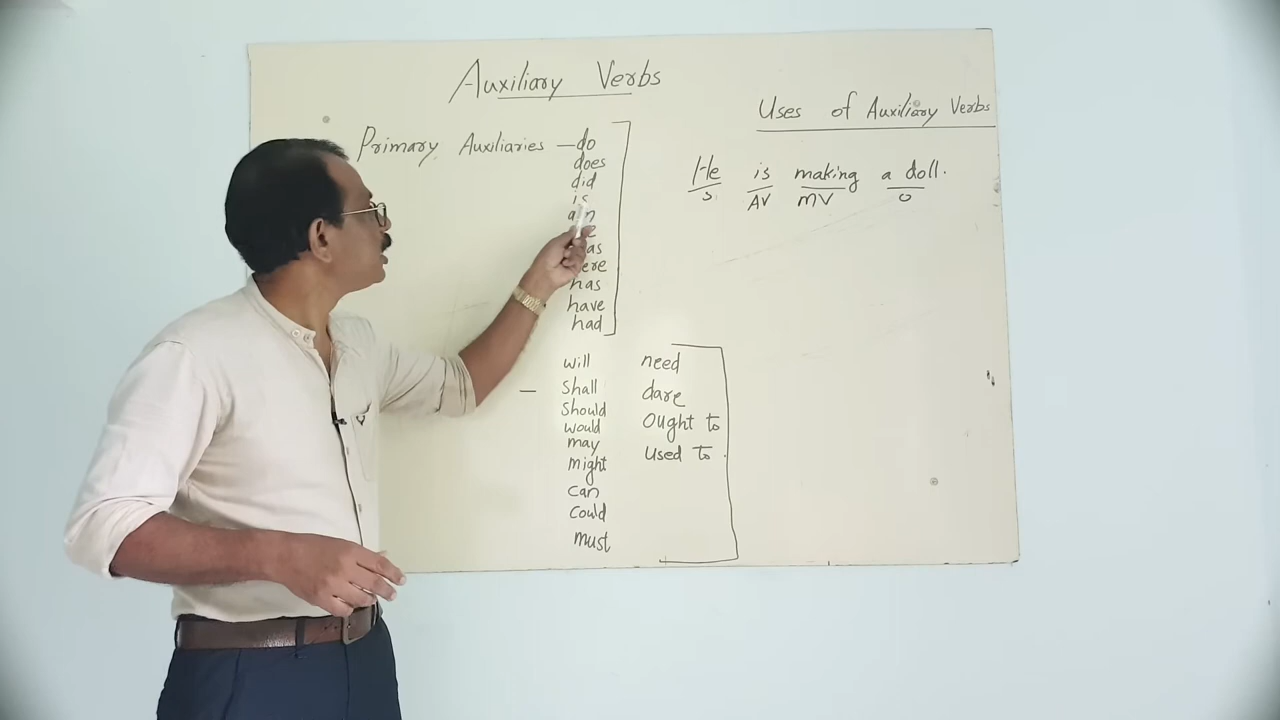 Auxiliary Verbs
Primary Auxiliaries — do
does
did
is
am
has
have
had
— will need
Shall dare
Should Ought to
would Used to
may
might
can
Could
must
Uses of Auxiliary Verbs
He is making a doll.
S AV MV O